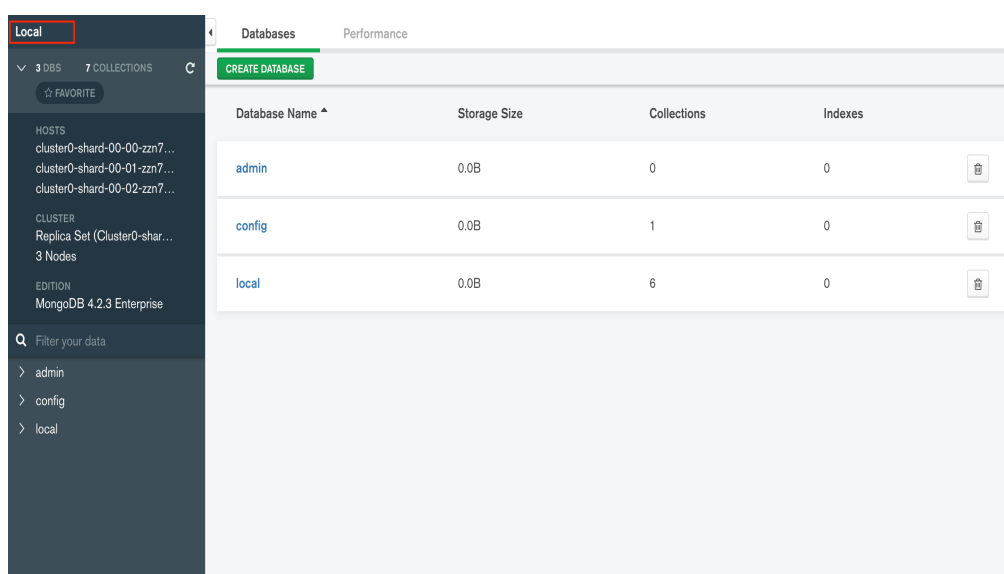 Local
3 DBS 7 COLLECTIONS
FAVORITE
HOSTS
cluster0-shard-00-00-zzn7...
cluster0-shard-00-01-zzn7...
cluster0-shard-00-02-zzn7...
CLUSTER
Replica Set (Cluster0-shar...
3 Nodes
EDITION
MongoDB 4.2.3 Enterprise
Filter your data
admin
config
local
Databases Performance
CREATE DATABASE
Database Name Storage Size Collections Indexes
admin 0.0B 0 0
config 0.0B 1 0
local 0.0B 6 0